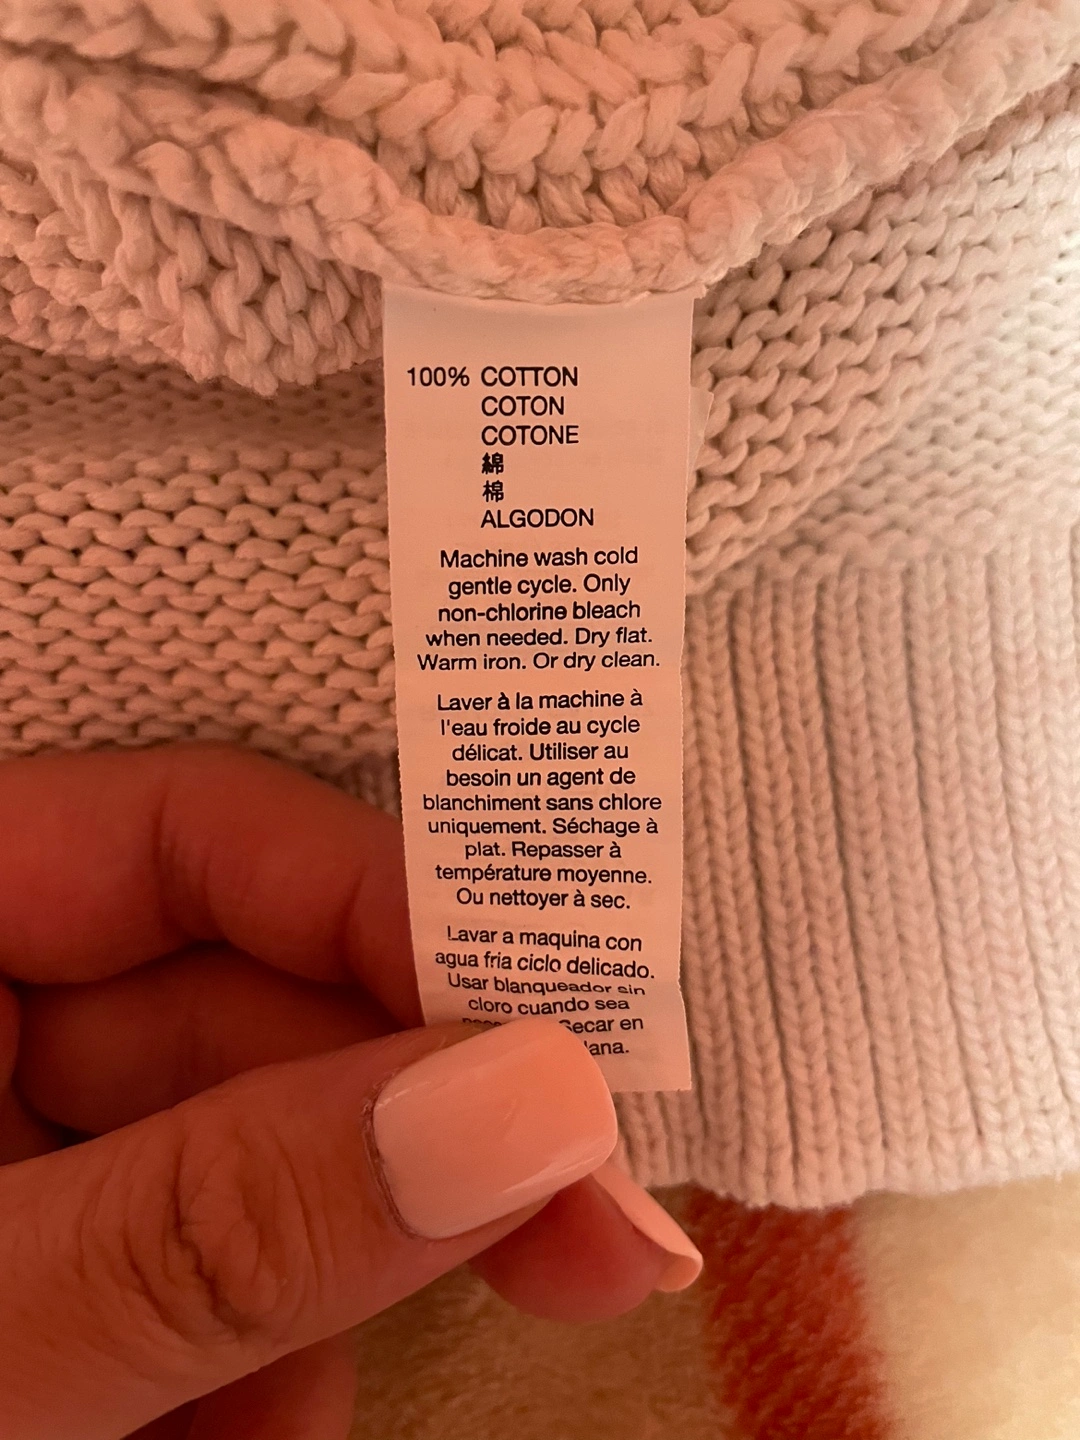 100% COTTON
COTON
COTONE
綿
棉
ALGODON
Machine wash cold
gentle cycle. Only
non-chlorine bleach
when needed. Dry flat.
Warm iron. Or dry clean.
Laver à la machine à
l'eau froide au cycle
délicat. Utiliser au
besoin un agent de
blanchiment sans chlore
uniquement. Séchage à
plat. Repasser à
température moyenne.
Ou nettoyer à sec.
Lavar a maquina con
agua fria ciclo delicado.
Usar blanqueador sin
cloro cuando sea
Secar en